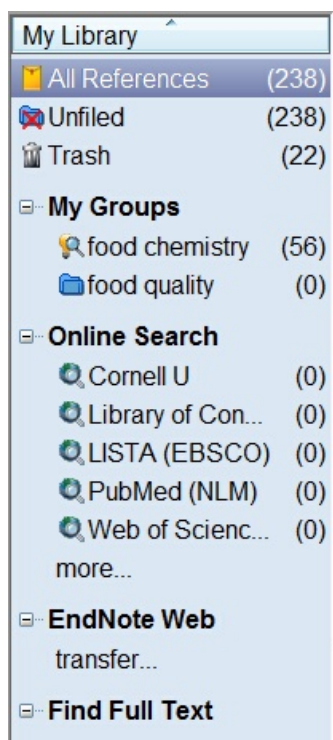 My Library
All References (238)
Unfiled (238)
Trash (22)
My Groups
food chemistry (56)
food quality (0)
Online Search
Cornell U (0)
Library of Con... (0)
LISTA (EBSCO) (0)
PubMed (NLM) (0)
Web of Scienc... (0)
more...
EndNote Web
transfer...
Find Full Text